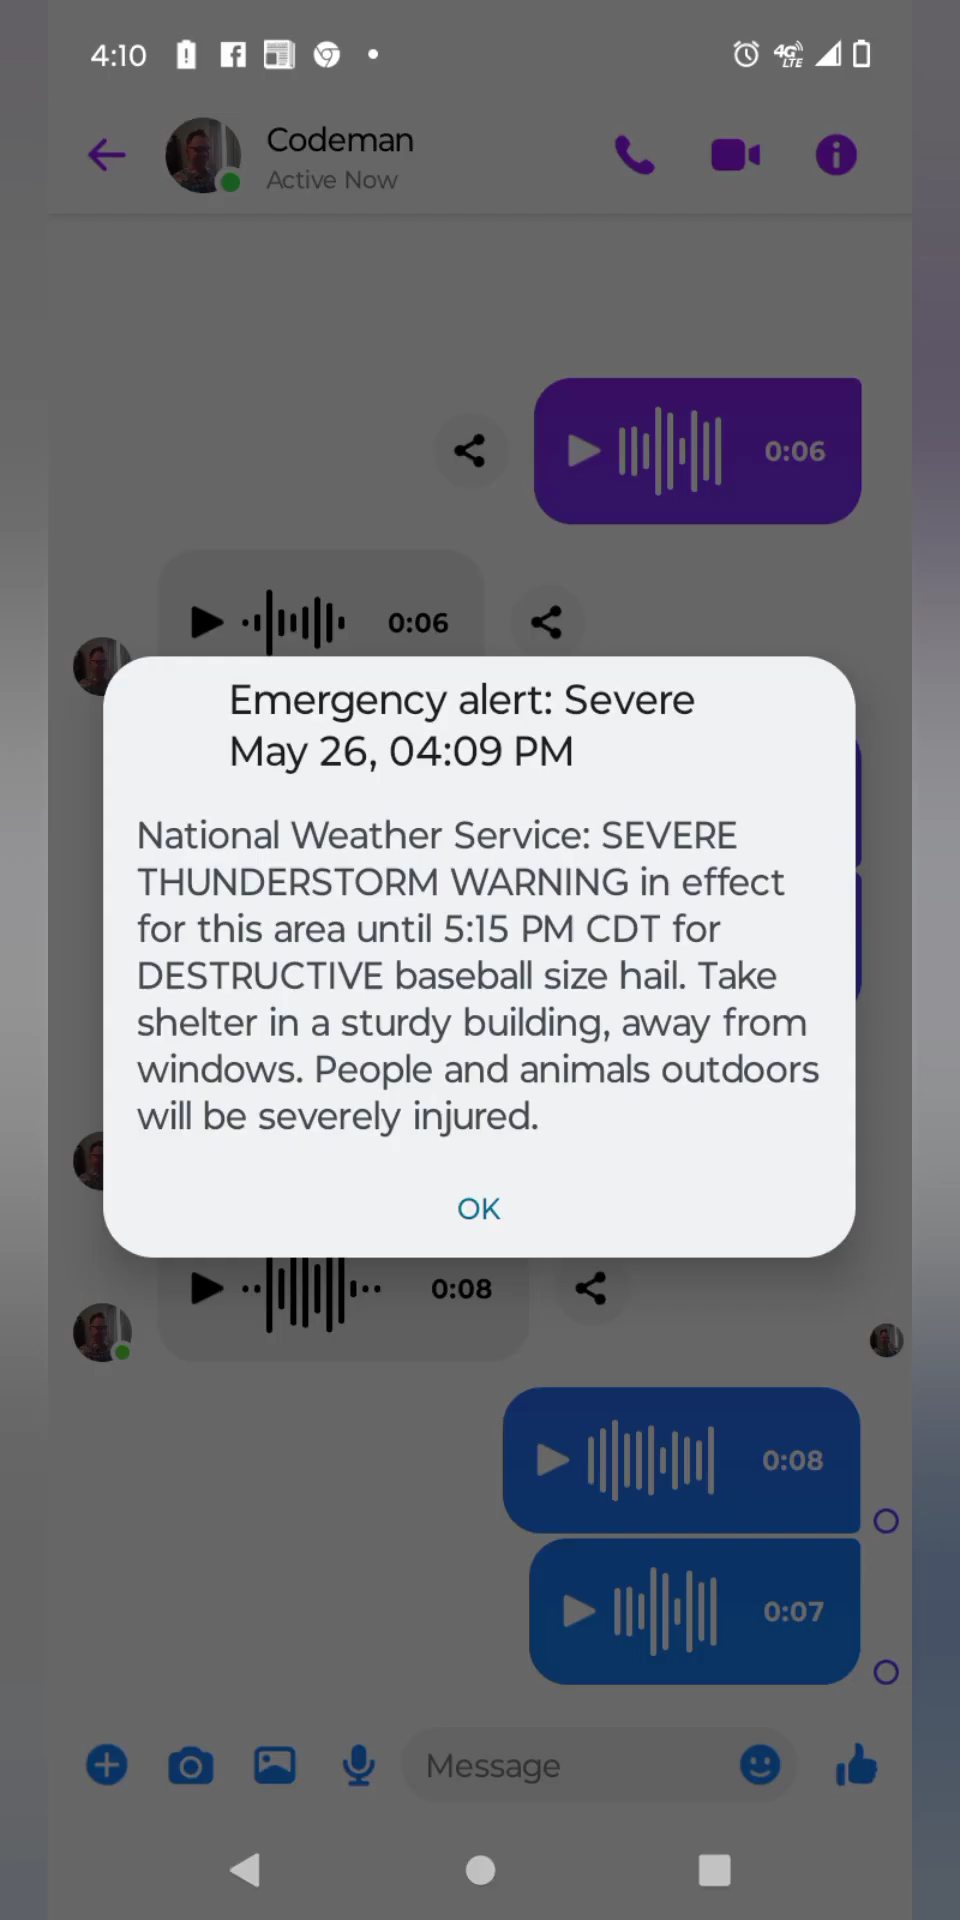 4:10
4G
LTE
Codeman
Active Now
0:06
0:06
Emergency alert: Severe
May 26, 04:09 PM
National Weather Service: SEVERE
THUNDERSTORM WARNING in effect
for this area until 5:15 PM CDT for
DESTRUCTIVE baseball size hail. Take
shelter in a sturdy building, away from
windows. People and animals outdoors
will be severely injured.
OK
0:08
0:08
0:07
Message